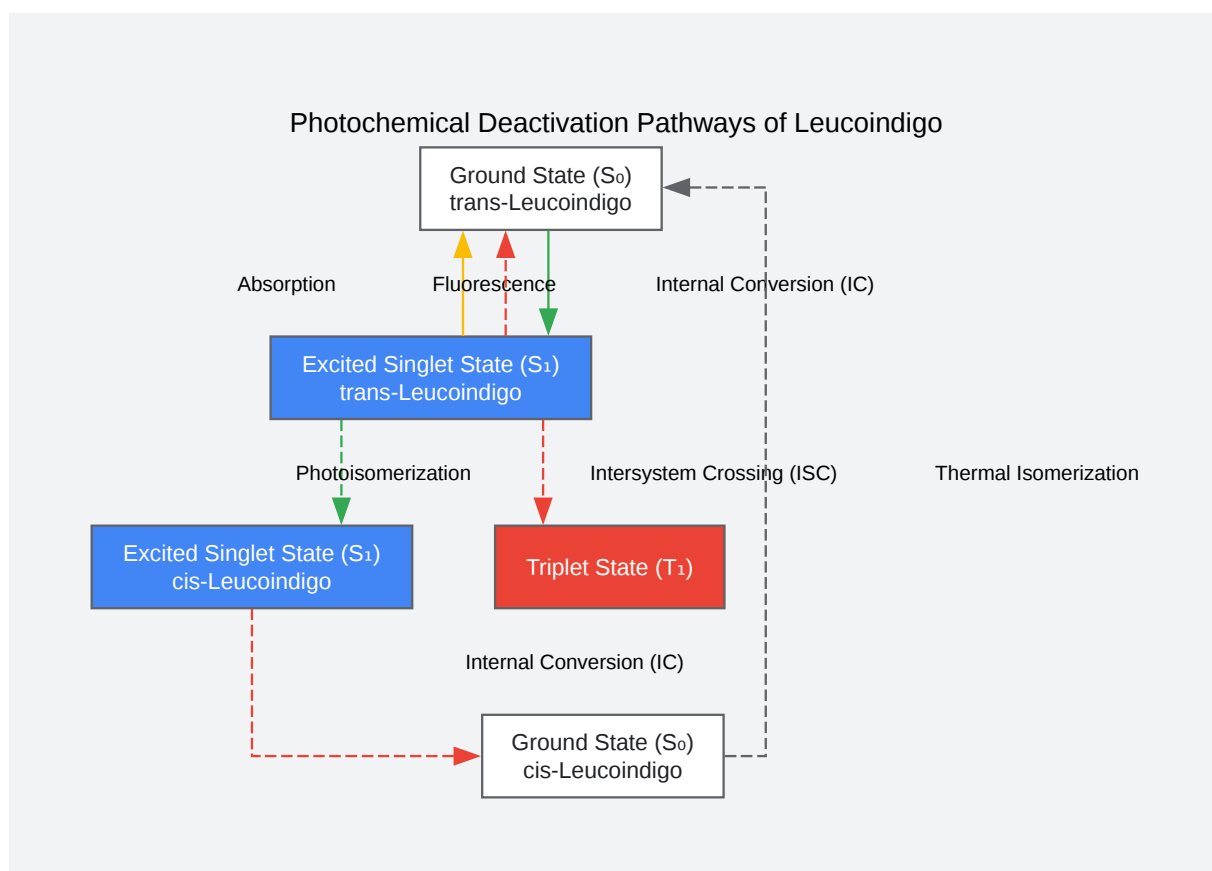 Photochemical Deactivation Pathways of Leucoindigo
Ground State (S₀)
trans-Leucoindigo
Absorption
Fluorescence
Internal Conversion (IC)
Excited Singlet State (S₁)
trans-Leucoindigo
Photoisomerization
Intersystem Crossing (ISC)
Thermal Isomerization
Excited Singlet State (S₁)
cis-Leucoindigo
Triplet State (T₁)
Internal Conversion (IC)
Ground State (S₀)
cis-Leucoindigo